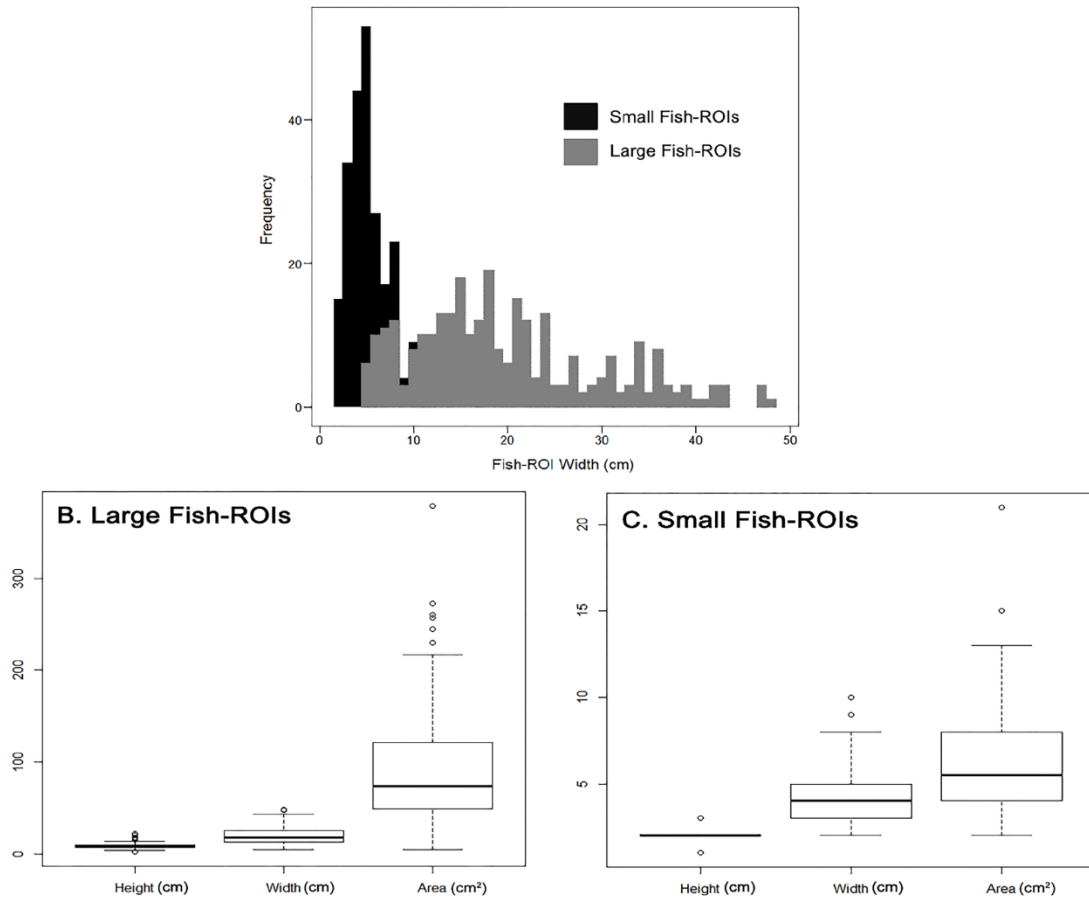 Small Fish-ROIs
Large Fish-ROIs
Frequency
40
20
0
0 10 20 30 40 50
Fish-ROI Width (cm)
B. Large Fish-ROIs
300
200
100
0
Height (cm) Width (cm) Area (cm²)
C. Small Fish-ROIs
20
15
10
5
Height (cm) Width (cm) Area (cm²)